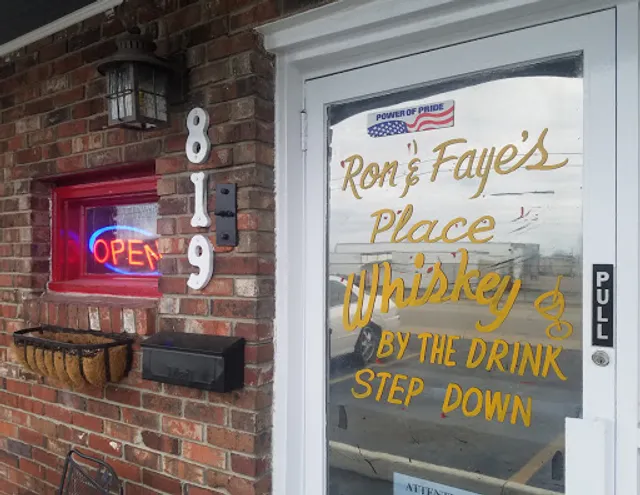 POWER OF PRIDE
Ron & Faye's
Place
Whiskey &
BY THE DRINK
STEP DOWN
PULL
819
OPEN